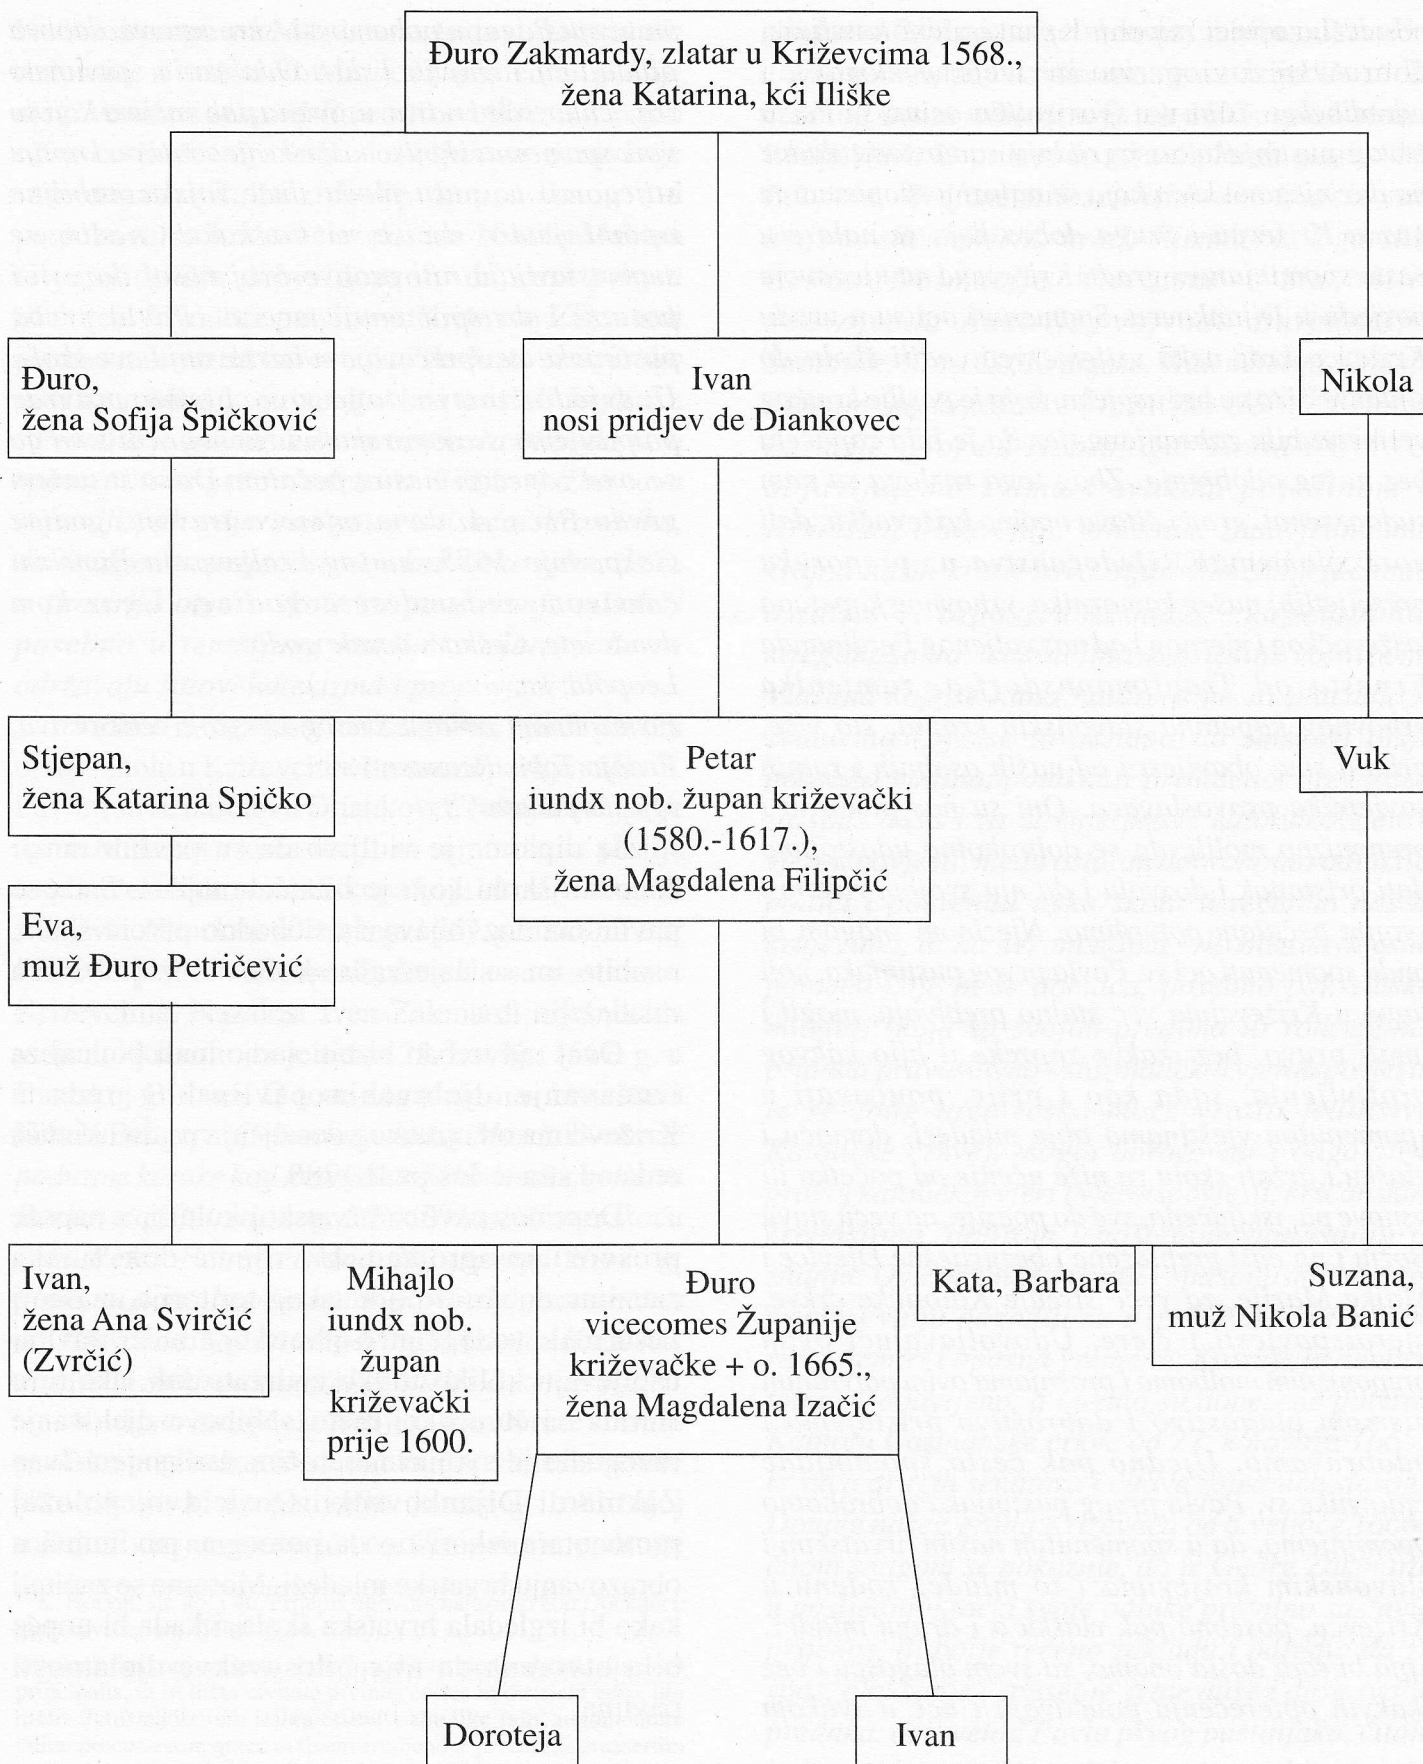 Đuro Zakmardy, zlatar u Križevcima 1568.,
žena Katarina, kći Iliške
Đuro,
žena Sofija Špičković
Ivan
nosi pridjev de Diankovec
Nikola
Stjepan,
žena Katarina Spičko
Petar
iundx nob. župan križevački
(1580.-1617.),
žena Magdalena Filipčić
Vuk
Eva,
muž Đuro Petričević
Ivan,
žena Ana Svirčić
(Zvrčić)
Mihajlo
iundx nob.
župan
križevački
prije 1600.
Đuro
vicecomes Županije
križevačke + o. 1665.,
žena Magdalena Izačić
Kata, Barbara
Suzana,
muž Nikola Banić
Doroteja
Ivan